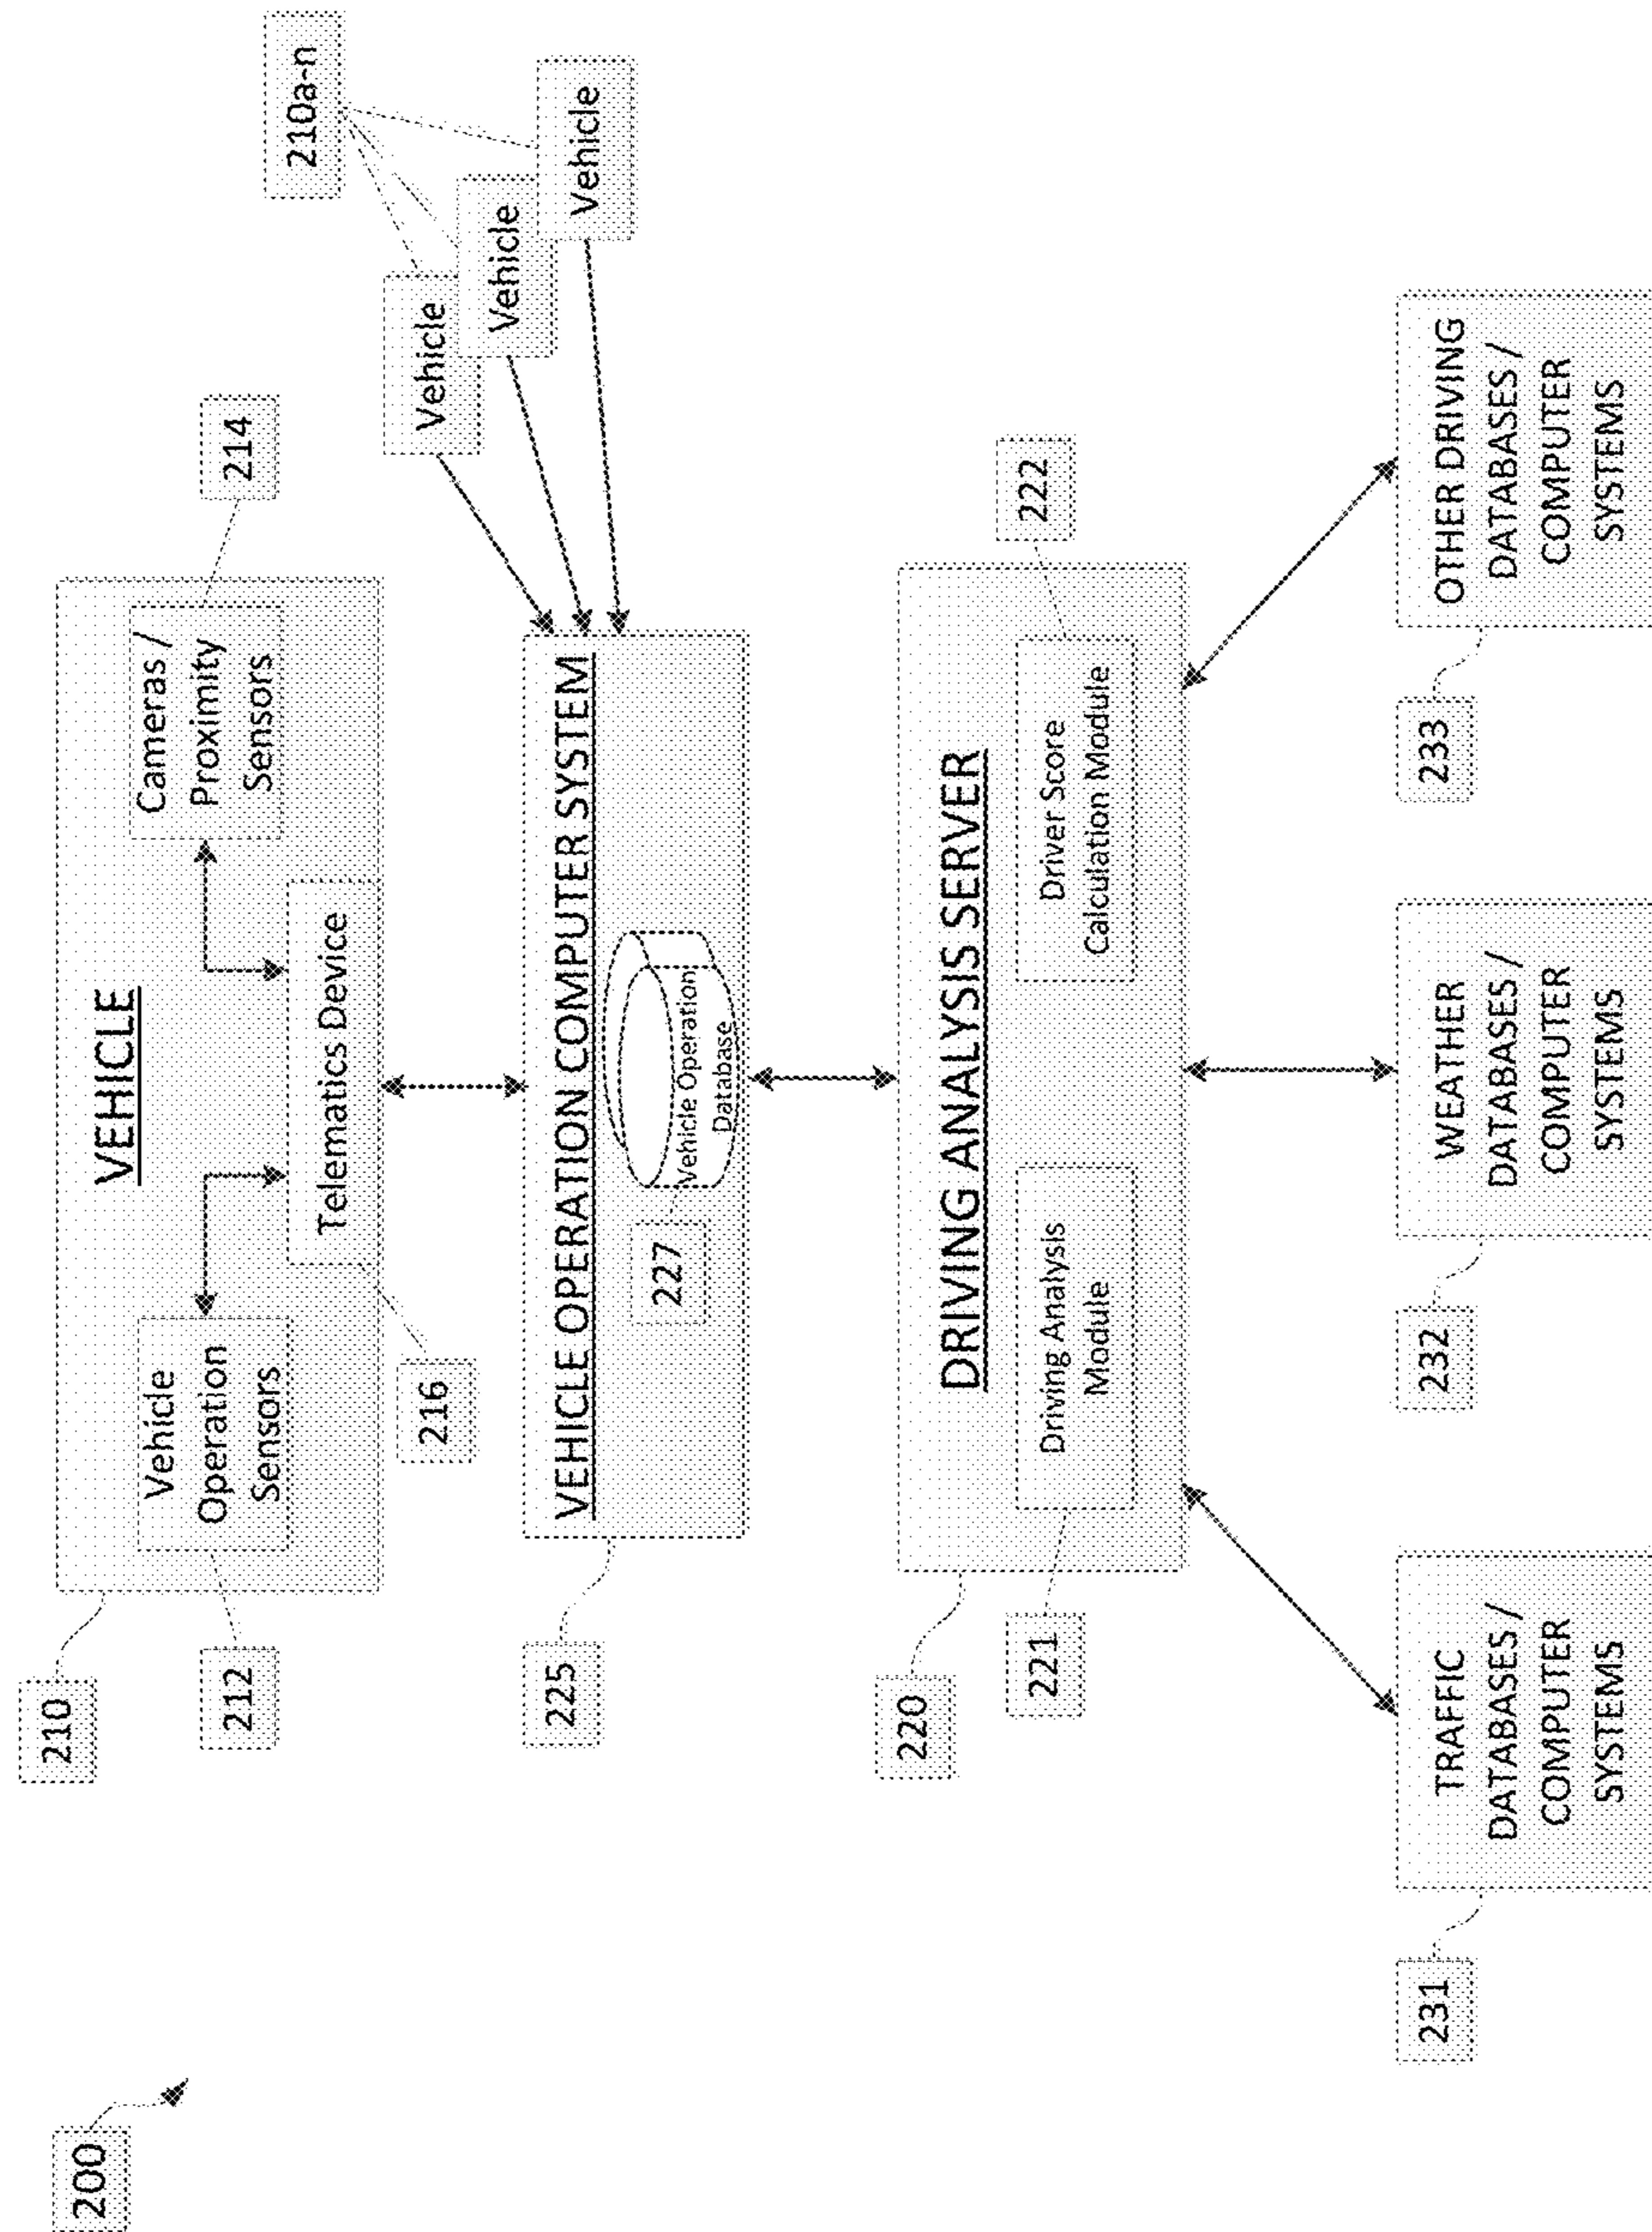 200
210
VEHICLE
212
Vehicle
Operation
Sensors
Cameras /
Proximity
Sensors
214
Telematics Device
216
210a-n
Vehicle
Vehicle
Vehicle
225
VEHICLE OPERATION COMPUTER SYSTEM
227
Vehicle Operation
Database
220
DRIVING ANALYSIS SERVER
221
Driving Analysis
Module
Driver Score
Calculation Module
222
231
TRAFFIC
DATABASES /
COMPUTER
SYSTEMS
232
WEATHER
DATABASES /
COMPUTER
SYSTEMS
233
OTHER DRIVING
DATABASES /
COMPUTER
SYSTEMS